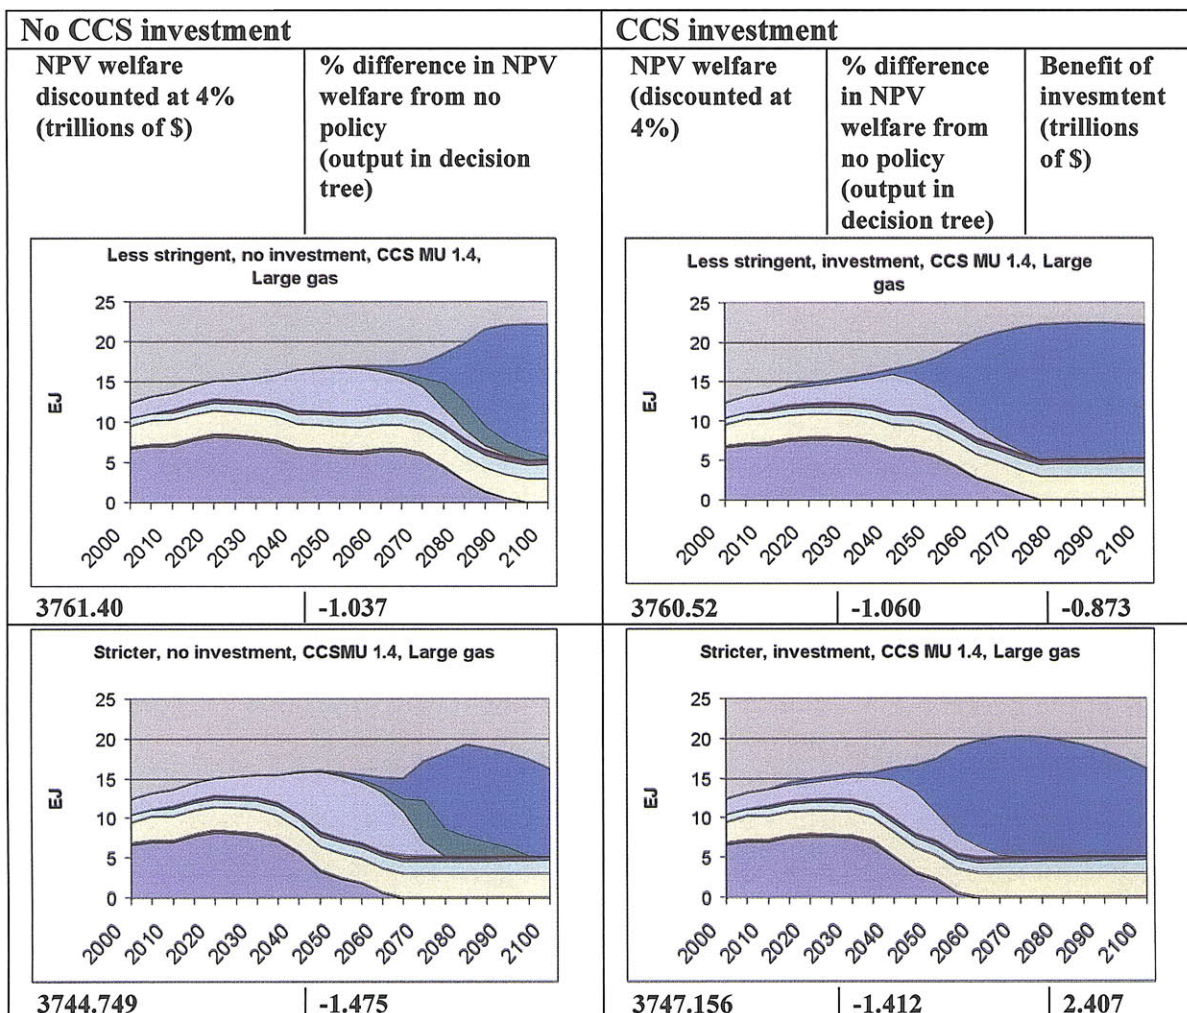 No CCS investment
CCS investment
NPV welfare
discounted at 4%
(trillions of $)
% difference in NPV
welfare from no
policy
(output in decision
tree)
NPV welfare
(discounted at
4%)
% difference
in NPV
welfare from
no policy
(output in
decision tree)
Benefit of
invesmtent
(trillions
of $)
Less stringent, no investment, CCS MU 1.4,
Large gas
25
20
15
10
5
0
EJ
2000
2010
2020
2030
2040
2050
2060
2070
2080
2090
2100
3761.40
-1.037
Less stringent, investment, CCS MU 1.4, Large
gas
25
20
15
10
5
0
EJ
2000
2010
2020
2030
2040
2050
2060
2070
2080
2090
2100
3760.52
-1.060
-0.873
Stricter, no investment, CCSMU 1.4, Large gas
25
20
15
10
5
0
EJ
2000
2010
2020
2030
2040
2050
2060
2070
2080
2090
2100
3744.749
-1.475
Stricter, investment, CCS MU 1.4, Large gas
25
20
15
10
5
0
EJ
2000
2010
2020
2030
2040
2050
2060
2070
2080
2090
2100
3747.156
-1.412
2.407